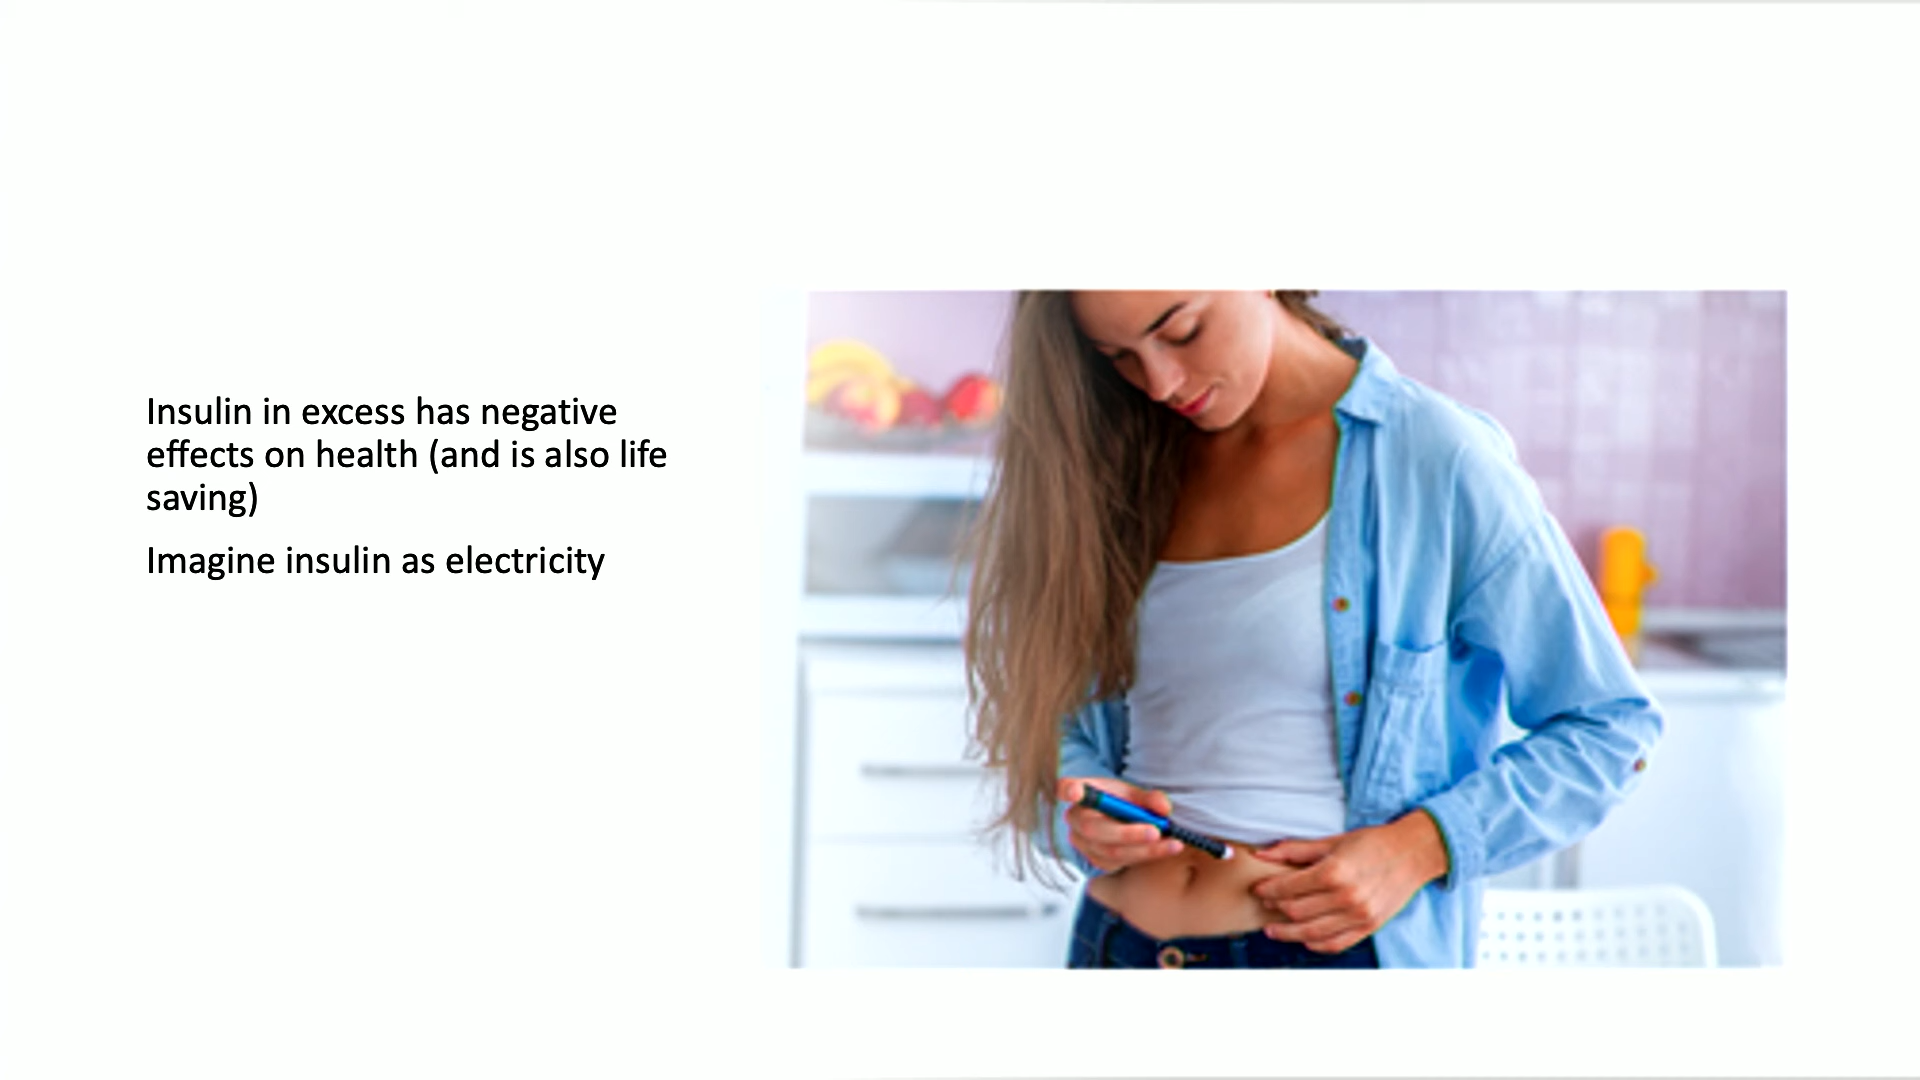 Insulin in excess has negative
effects on health (and is also life
saving)
Imagine insulin as electricity